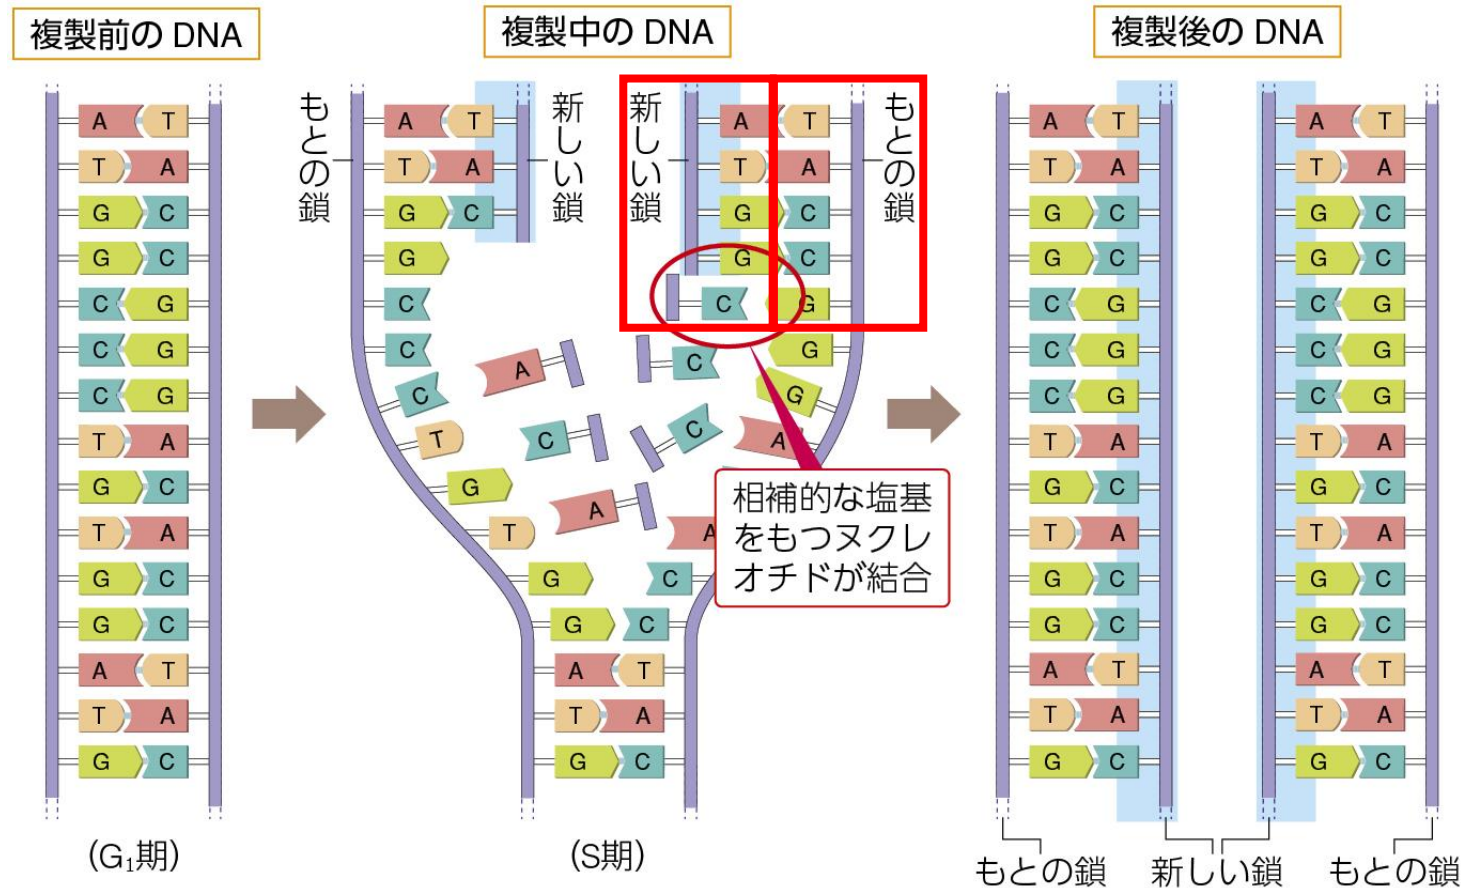 複製前の DNA
A T
T A
G C
G C
C G
C G
C G
T A
G C
T A
G C
G C
A T
T A
G C
(G₁期)
複製中の DNA
もとの鎖
新しい鎖
新しい鎖
もとの鎖
A T A T
T A T A
G C G C
G G C
C C G
C C G
C A G
T C C A
G
T A A
G C
G C
A T
T A
G C
相補的な塩基
をもつヌクレ
オチドが結合
(S期)
複製後の DNA
A T A T
T A T A
G C G C
G C G C
C G C G
C G C G
C G C G
T A T A
G C G C
T A T A
G C G C
G C G C
A T A T
T A T A
G C G C
もとの鎖 新しい鎖 もとの鎖